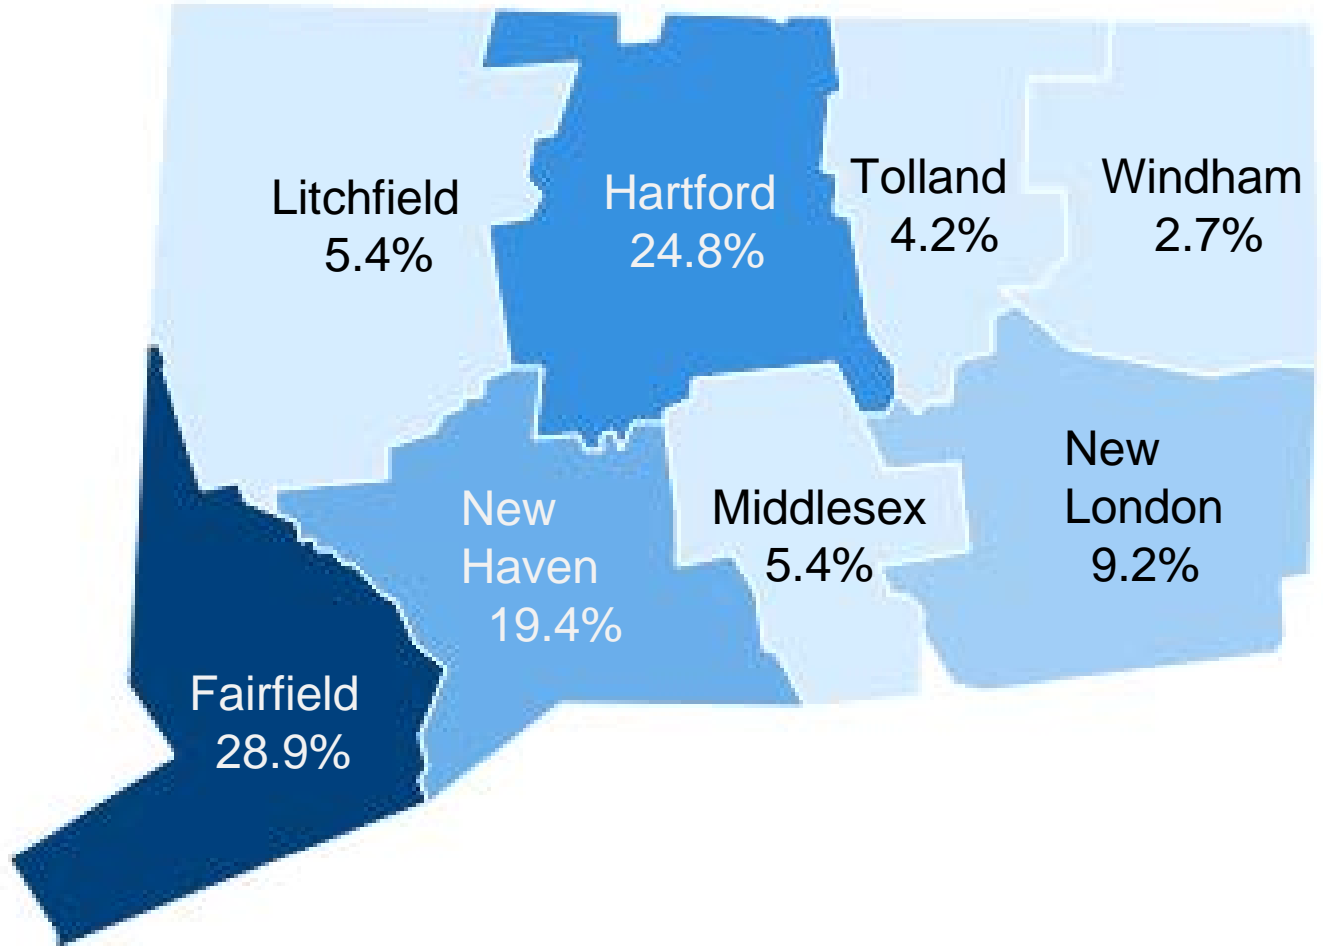 Litchfield
5.4%
Hartford
24.8%
Tolland
4.2%
Windham
2.7%
New
Haven
19.4%
Middlesex
5.4%
New
London
9.2%
Fairfield
28.9%